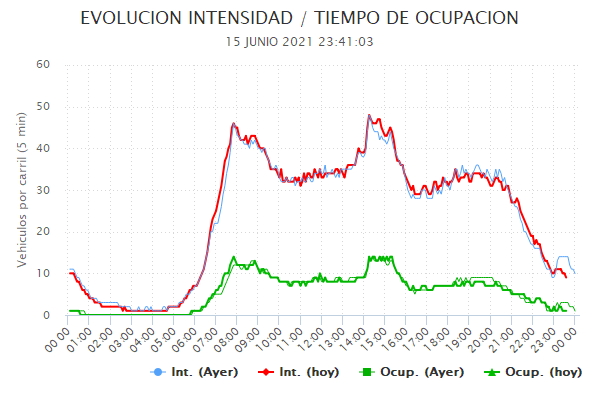 EVOLUCION INTENSIDAD / TIEMPO DE OCUPACION
15 JUNIO 2021 23:41:03
Vehiculos por carril (5 min)
60
50
40
30
20
10
0
00:00 01:00 02:00 03:00 04:00 05:00 06:00 07:00 08:00 09:00 10:00 11:00 12:00 13:00 14:00 15:00 16:00 17:00 18:00 19:00 20:00 21:00 22:00 23:00 00:00
Int. (Ayer) Int. (hoy) Ocup. (Ayer) Ocup. (hoy)